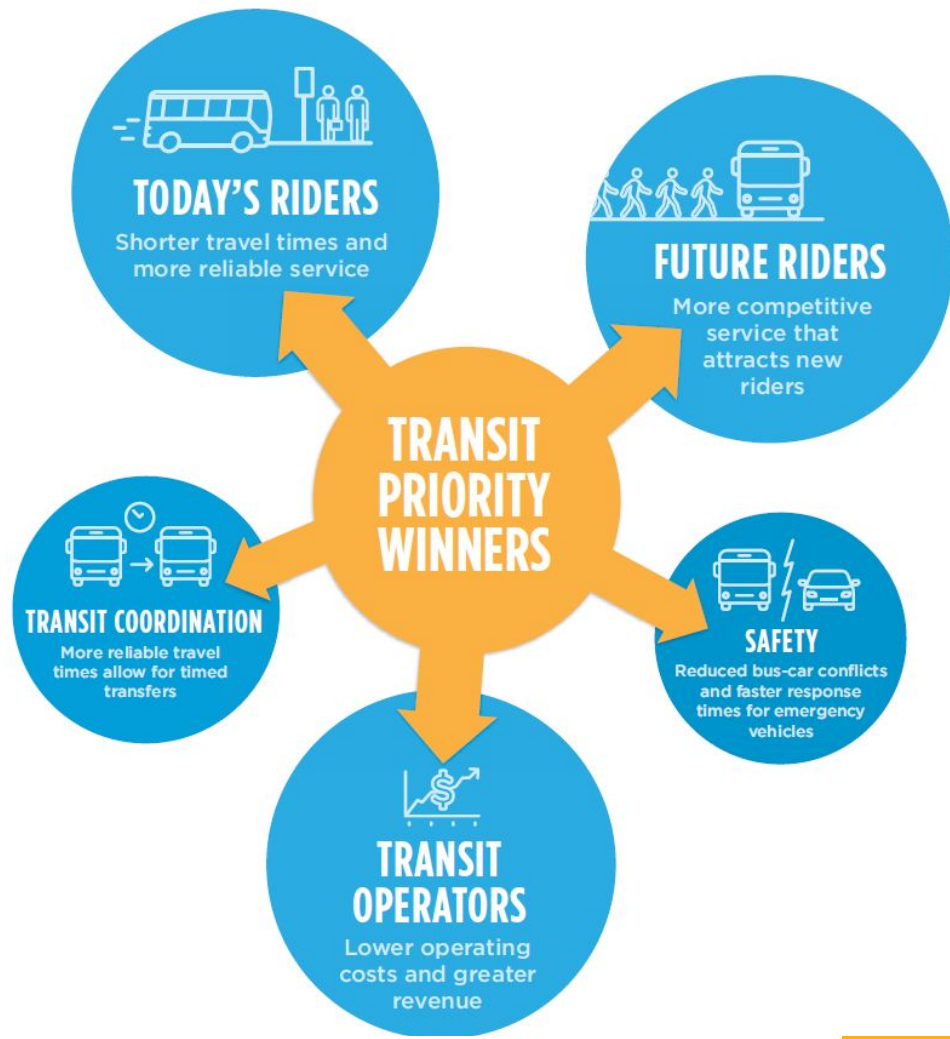 TODAY'S RIDERS
Shorter travel times and
more reliable service
FUTURE RIDERS
More competitive
service that
attracts new
riders
TRANSIT
PRIORITY
WINNERS
TRANSIT COORDINATION
More reliable travel
times allow for timed
transfers
SAFETY
Reduced bus-car conflicts
and faster response
times for emergency
vehicles
$
TRANSIT
OPERATORS
Lower operating
costs and greater
revenue